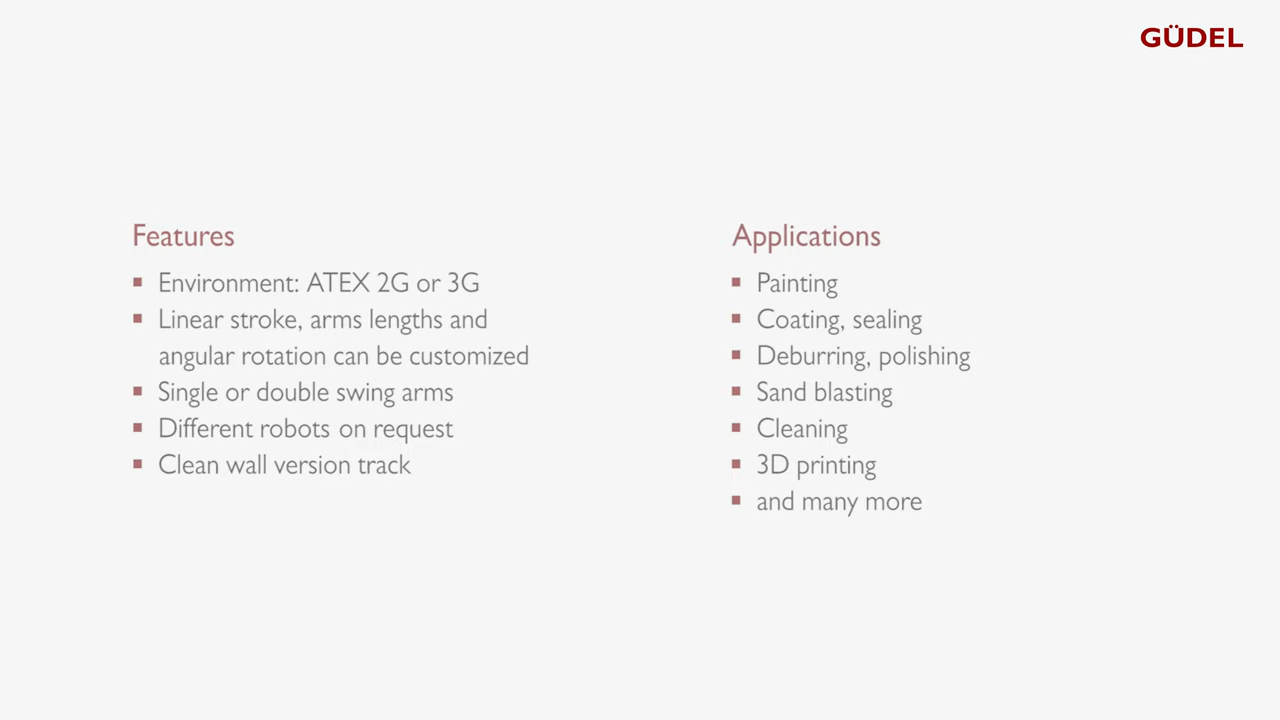 GÜDEL
Features
Environment: ATEX 2G or 3G
Linear stroke, arms lengths and
angular rotation can be customized
Single or double swing arms
Different robots on request
Clean wall version track
Applications
Painting
Coating, sealing
Deburring, polishing
Sand blasting
Cleaning
3D printing
and many more